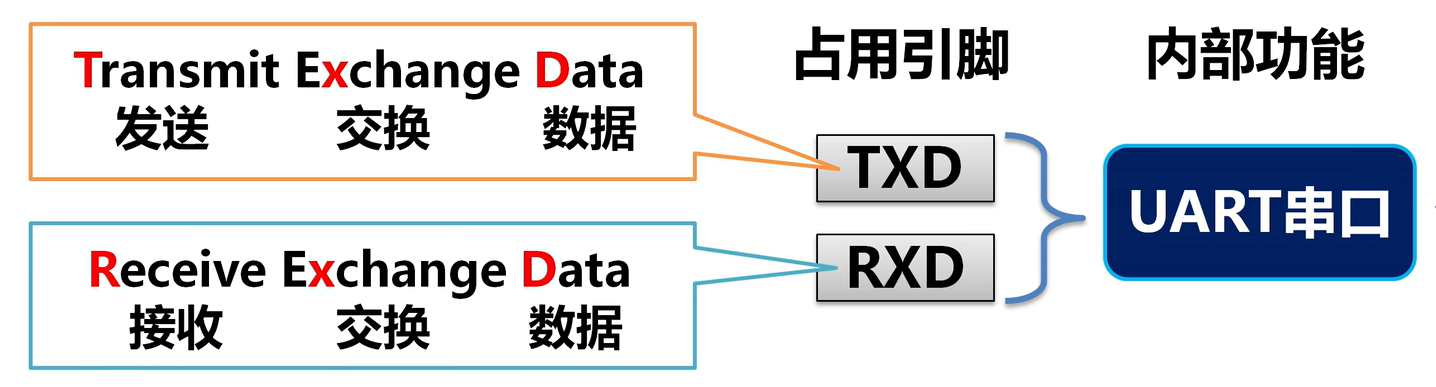 Transmit Exchange Data
发送 交换 数据
Receive Exchange Data
接收 交换 数据
占用引脚
TXD
RXD
内部功能
UART串口